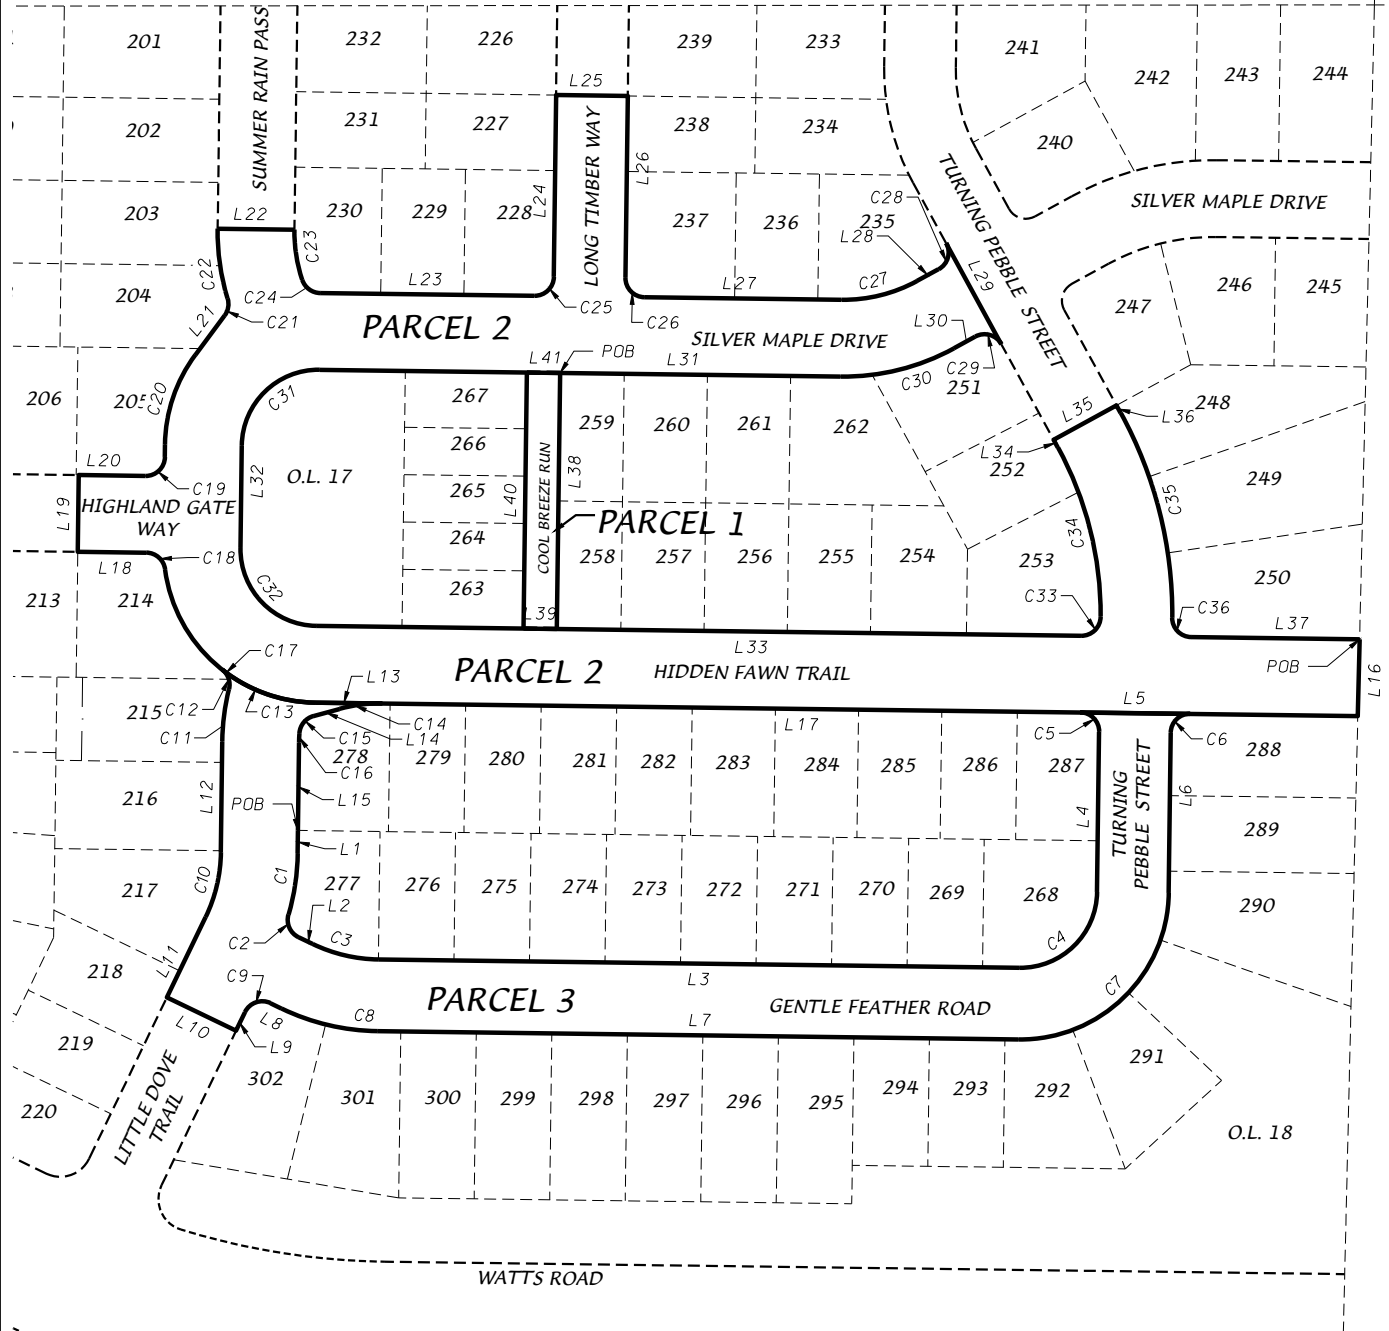 201
SUMMER RAIN PASS
232
226
239
233
241
242
243
244
L25
202
231
227
LONG TIMBER WAY
238
234
240
L26
TURNING PEBBLE STREET
SILVER MAPLE DRIVE
203
L22
230
229
228
L24
237
236
235
C28
L28
C23
C22
204
C24
L23
C25
L27
C27
L29
247
246
245
L21
C21
C26
L30
PARCEL 2
SILVER MAPLE DRIVE
L41
POB
L31
C29
C30
251
206
205
C20
C31
267
259
260
261
262
L35
L36
248
266
L34
252
L20
C19
L32
O.L. 17
265
L40
COOL BREEZE RUN
L38
249
L19
HIGHLAND GATE
WAY
PARCEL 1
C35
C34
264
258
257
256
255
254
253
C18
L18
C32
263
250
213
214
L39
C33
C36
L37
C17
L33
PARCEL 2
HIDDEN FAWN TRAIL
POB
L16
L13
L5
215
C12
C13
C14
L17
C11
C15
L14
C5
C6
278
279
280
281
282
283
284
285
286
287
288
C16
216
L12
POB
L15
L4
TURNING
PEBBLE STREET
L6
289
L1
217
C10
C1
277
276
275
274
273
272
271
270
269
268
290
L2
C2
C3
C4
218
L11
C9
L3
C7
PARCEL 3
GENTLE FEATHER ROAD
L10
L8
C8
L7
219
L9
302
291
301
300
299
298
297
296
295
294
293
292
220
LITTLE DOVE
TRAIL
O.L. 18
WATTS ROAD